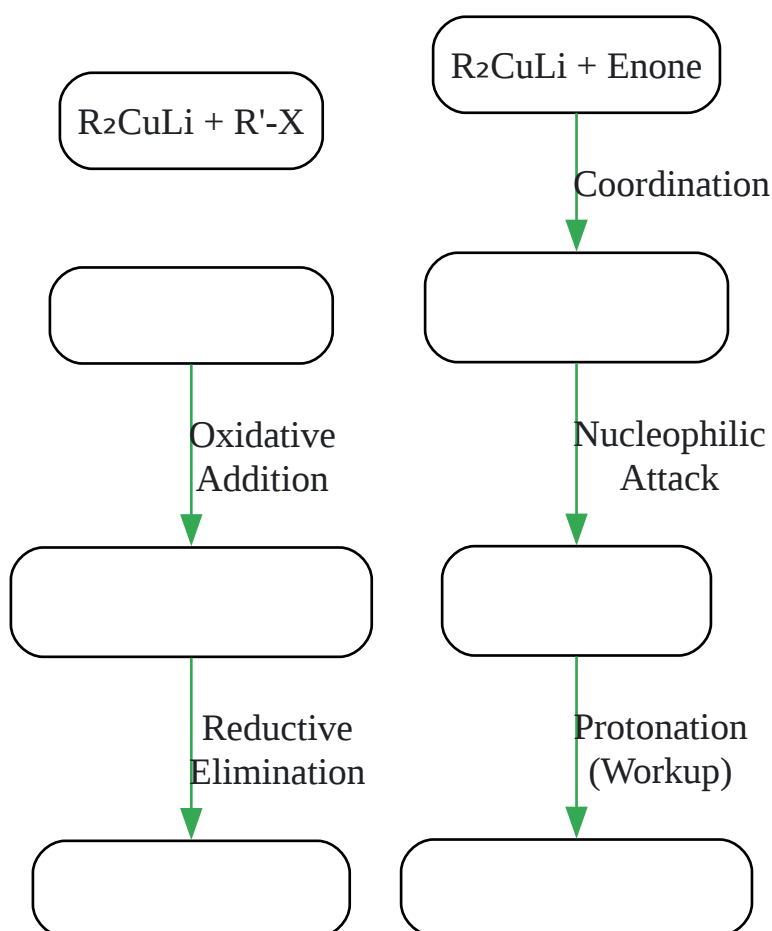 R₂CuLi + R'-X
Oxidative
Addition
Reductive
Elimination
R₂CuLi + Enone
Coordination
Nucleophilic
Attack
Protonation
(Workup)